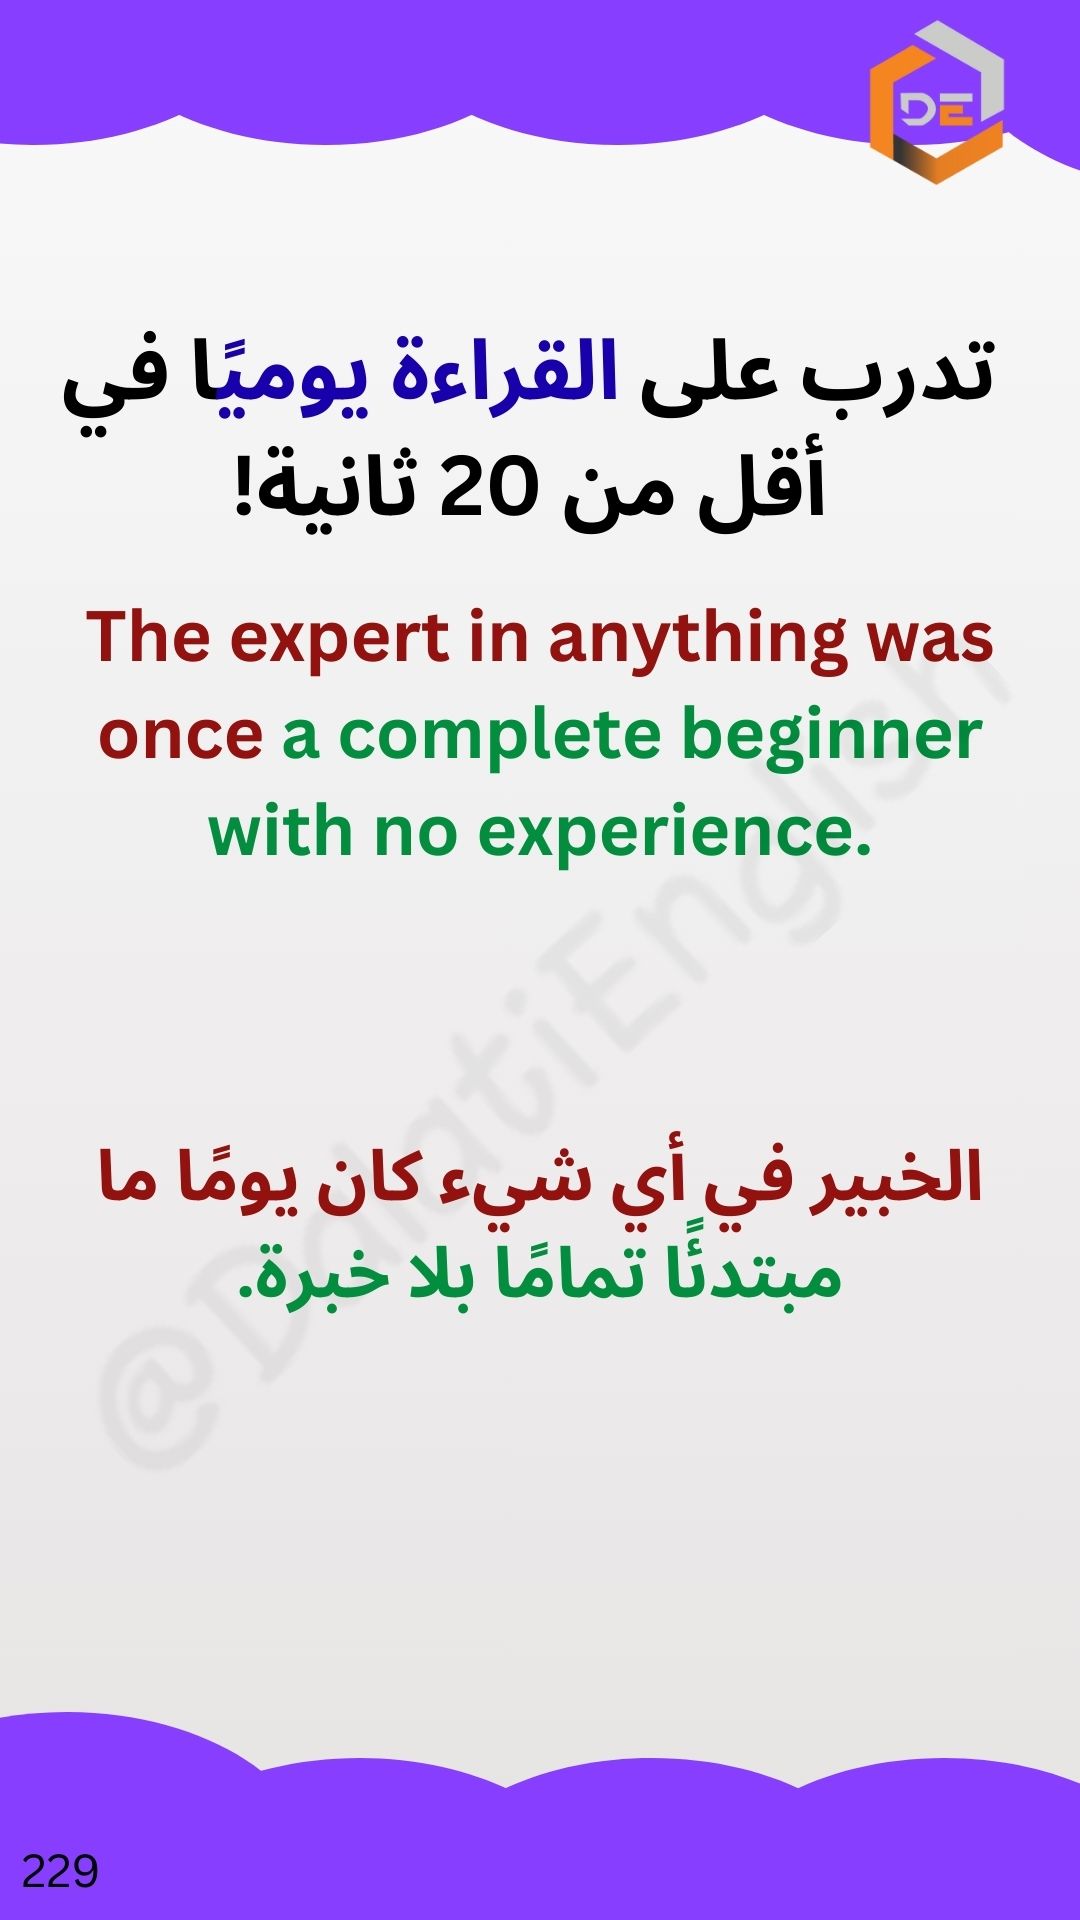 DE
تدرب على القراءة يوميًا في
أقل من 20 ثانية!
The expert in anything was
once a complete beginner
with no experience.
@DalatiEnglish
الخبير في أي شيء كان يومًا ما
مبتدئًا تمامًا بلا خبرة.
229